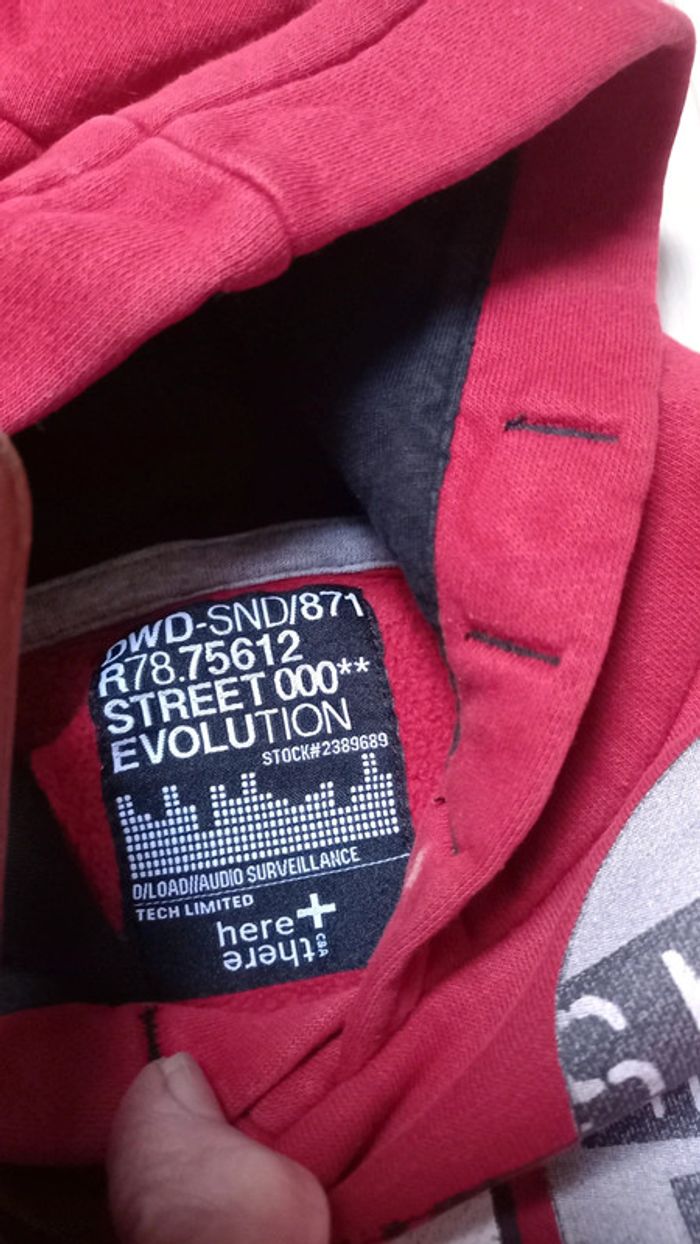 DWD-SND/871
R78.75612
STREET 000**
EVOLUTION
STOCK#2389689
D/LOAD//AUDIO SURVEILLANCE
TECH LIMITED
here +
there
C&A